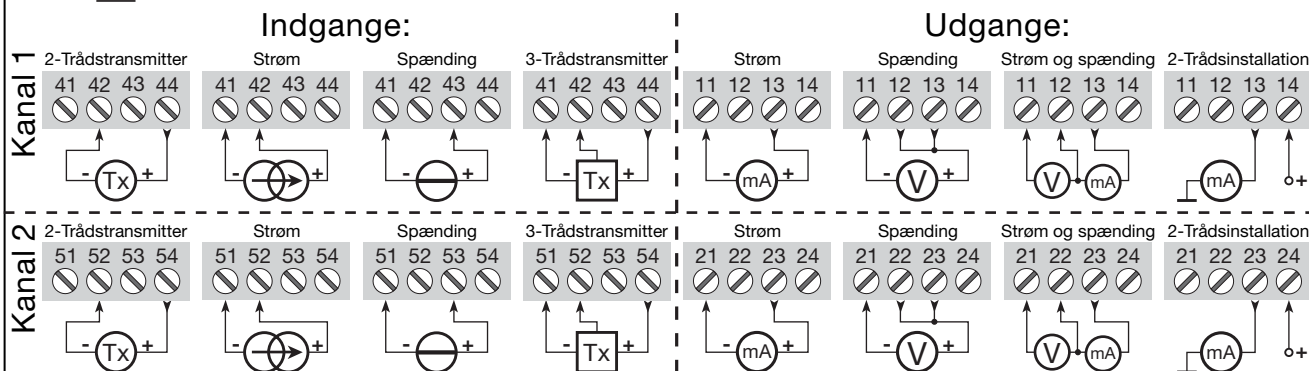 Indgange: Udgange:
Kanal 1
2-Trådstransmitter Strøm Spænding 3-Trådstransmitter Strøm Spænding Strøm og spænding 2-Trådsinstallation
41 42 43 44 41 42 43 44 41 42 43 44 41 42 43 44 11 12 13 14 11 12 13 14 11 12 13 14 11 12 13 14
- Tx + - + - + - Tx + - mA + - V + V mA mA +
Kanal 2
2-Trådstransmitter Strøm Spænding 3-Trådstransmitter Strøm Spænding Strøm og spænding 2-Trådsinstallation
51 52 53 54 51 52 53 54 51 52 53 54 51 52 53 54 21 22 23 24 21 22 23 24 21 22 23 24 21 22 23 24
- Tx + - + - + - Tx + - mA + - V + V mA mA +